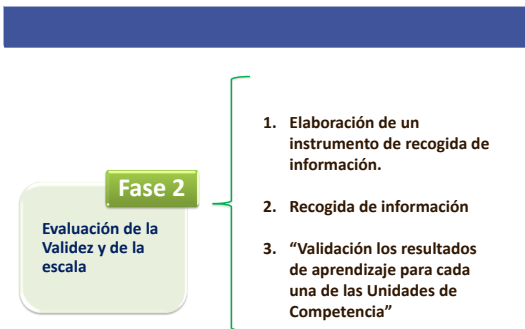 Fase 2
Evaluación de la
Validez y de la
escala
1. Elaboración de un
instrumento de recogida de
información.
2. Recogida de información
3. “Validación los resultados
de aprendizaje para cada
una de las Unidades de
Competencia”